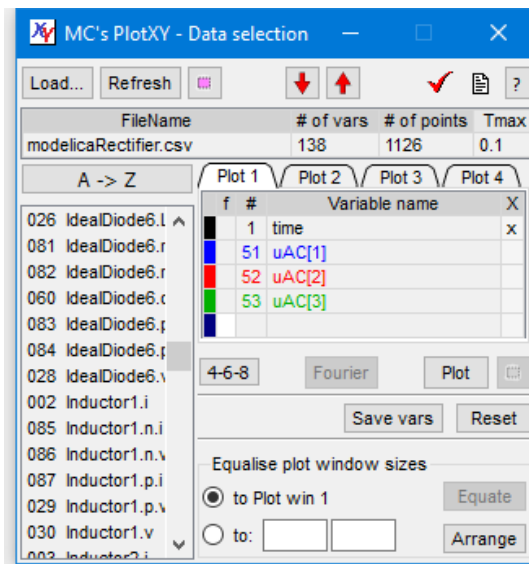 MC's PlotXY - Data selection
Load... Refresh ?
FileName # of vars # of points Tmax
modelicaRectifier.csv 138 1126 0.1
A -> Z
Plot 1 Plot 2 Plot 3 Plot 4
f # Variable name X
1 time x
51 uAC[1]
52 uAC[2]
53 uAC[3]
026 IdealDiode6.
081 IdealDiode6.
082 IdealDiode6.
060 IdealDiode6.
083 IdealDiode6.
084 IdealDiode6.
028 IdealDiode6.
002 Inductor1.i
085 Inductor1.n.i
086 Inductor1.n.v
087 Inductor1.p.i
029 Inductor1.p.v
030 Inductor1.v
003 Inductor2.i
4-6-8 Fourier Plot
Save vars Reset
Equalise plot window sizes
to Plot win 1 Equate
to: Arrange